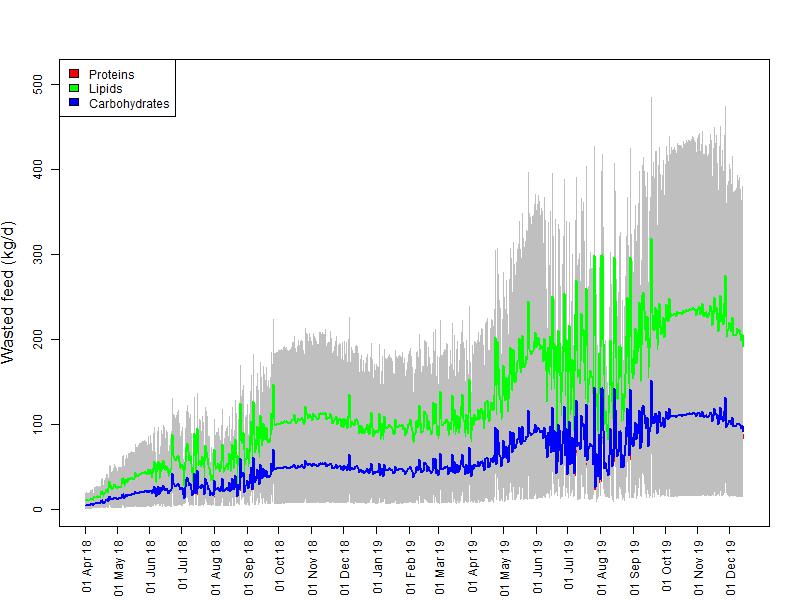 Proteins
Lipids
Carbohydrates
Wasted feed (kg/d)
500
400
300
200
100
0
01 Apr 18
01 May 18
01 Jun 18
01 Jul 18
01 Aug 18
01 Sep 18
01 Oct 18
01 Nov 18
01 Dec 18
01 Jan 19
01 Feb 19
01 Mar 19
01 Apr 19
01 May 19
01 Jun 19
01 Jul 19
01 Aug 19
01 Sep 19
01 Oct 19
01 Nov 19
01 Dec 19